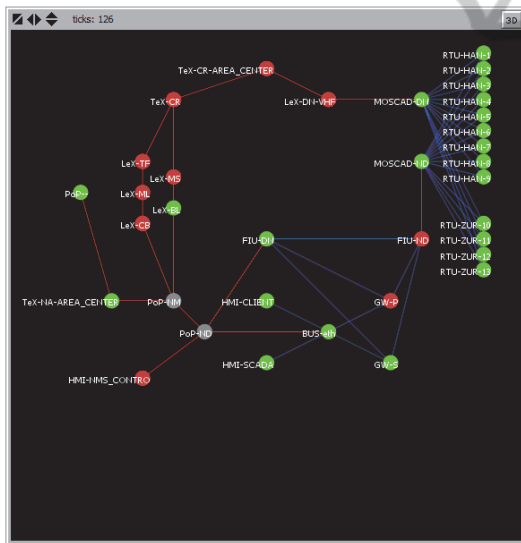 ticks: 126
3D
RTU-HAN-1
RTU-HAN-2
RTU-HAN-3
RTU-HAN-4
RTU-HAN-5
RTU-HAN-6
RTU-HAN-7
RTU-HAN-8
RTU-HAN-9
TeX-CR-AREA_CENTER
TeX-CR
LeX-DN-VHF
MOSCAD-DN
MOSCAD-ND
LeX-TF
LeX-MS
PoP--
LeX-ML
LeX-BL
LeX-CB
RTU-ZUR-10
RTU-ZUR-11
RTU-ZUR-12
RTU-ZUR-13
FIU-DN
FIU-ND
TeX-NA-AREA_CENTER
PoP-NM
HMI-CLIENT
GW-P
PoP-ND
BUS-eth
HMI-SCADA
GW-S
HMI-NMS_CONTRO